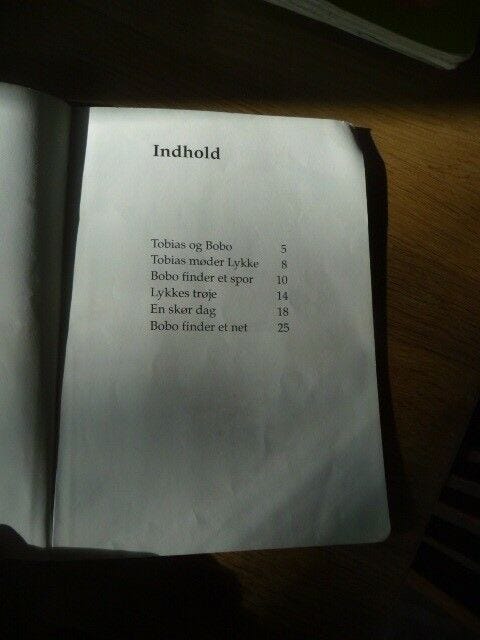 Indhold
Tobias og Bobo 5
Tobias møder Lykke 8
Bobo finder et spor 10
Lykkes trøje 14
En skør dag 18
Bobo finder et net 25